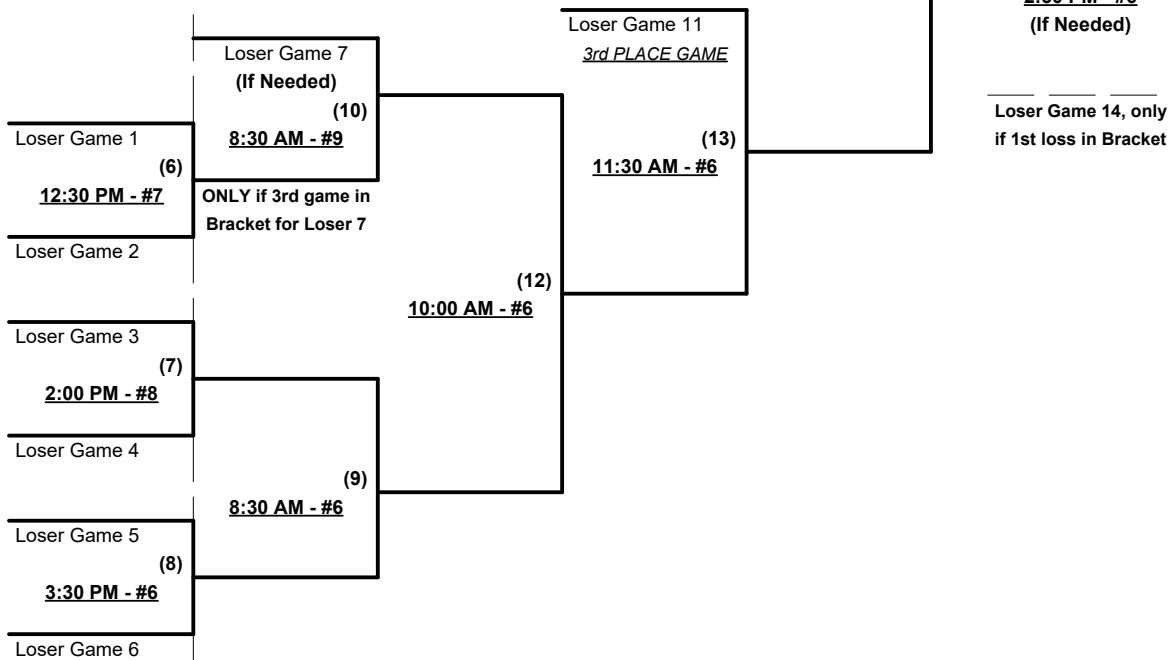 (If Needed)
Loser Game 14, only
if 1st loss in Bracket
Loser Game 11
3rd PLACE GAME
(13)
11:30 AM - #6
Loser Game 7
(If Needed)
(10)
8:30 AM - #9
ONLY if 3rd game in
Bracket for Loser 7
Loser Game 1
(6)
12:30 PM - #7
Loser Game 2
(12)
10:00 AM - #6
Loser Game 3
(7)
2:00 PM - #8
Loser Game 4
(9)
8:30 AM - #6
Loser Game 5
(8)
3:30 PM - #6
Loser Game 6